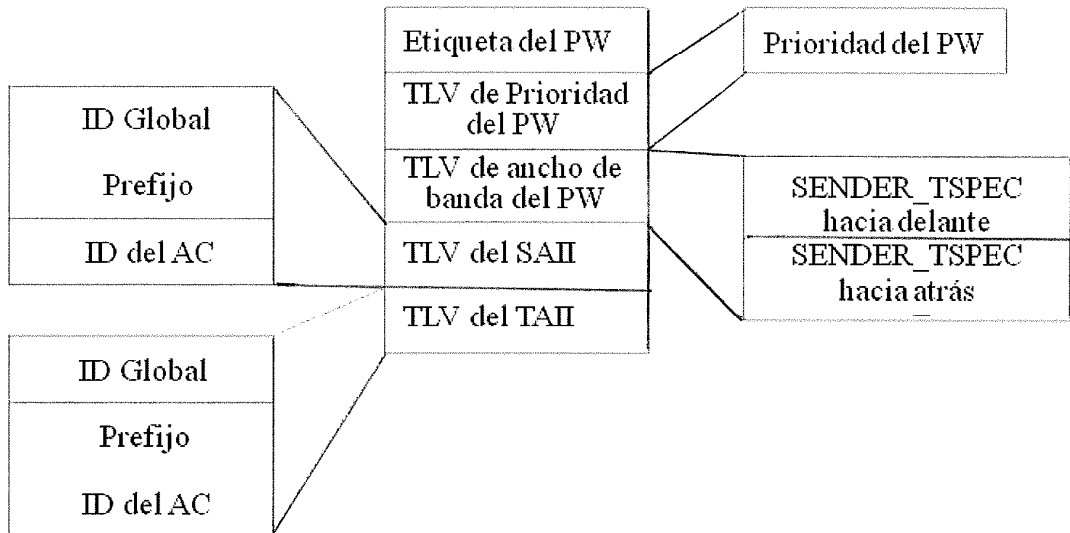 Etiqueta del PW
TLV de Prioridad
del PW
TLV de ancho de
banda del PW
TLV del SAII
TLV del TAII
Prioridad del PW
SENDER_TSPEC
hacia delante
SENDER_TSPEC
hacia atrás
ID Global
Prefijo
ID del AC
ID Global
Prefijo
ID del AC